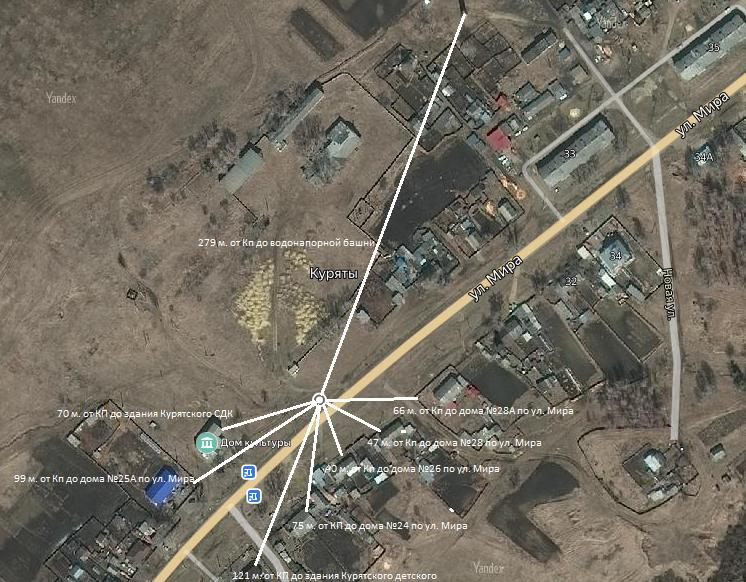 Yandex
35
ул. Мира
33
34А
Yandex
279 м. от Кп до водонапорной башни
Куряты
ул. Мира
34
32
Новая ул.
70 м. от КП до здания Курятского СДК
66 м. от Кп до дома №28А по ул. Мира
Дом культуры
47 м. от Кп до дома №28 по ул. Мира
40 м. от Кп до дома №26 по ул. Мира
99 м. от Кп до дома №25А по ул. Мира
75 м. от КП до дома №24 по ул. Мира
Yandex
121 м. от КП до здания Курятского детского